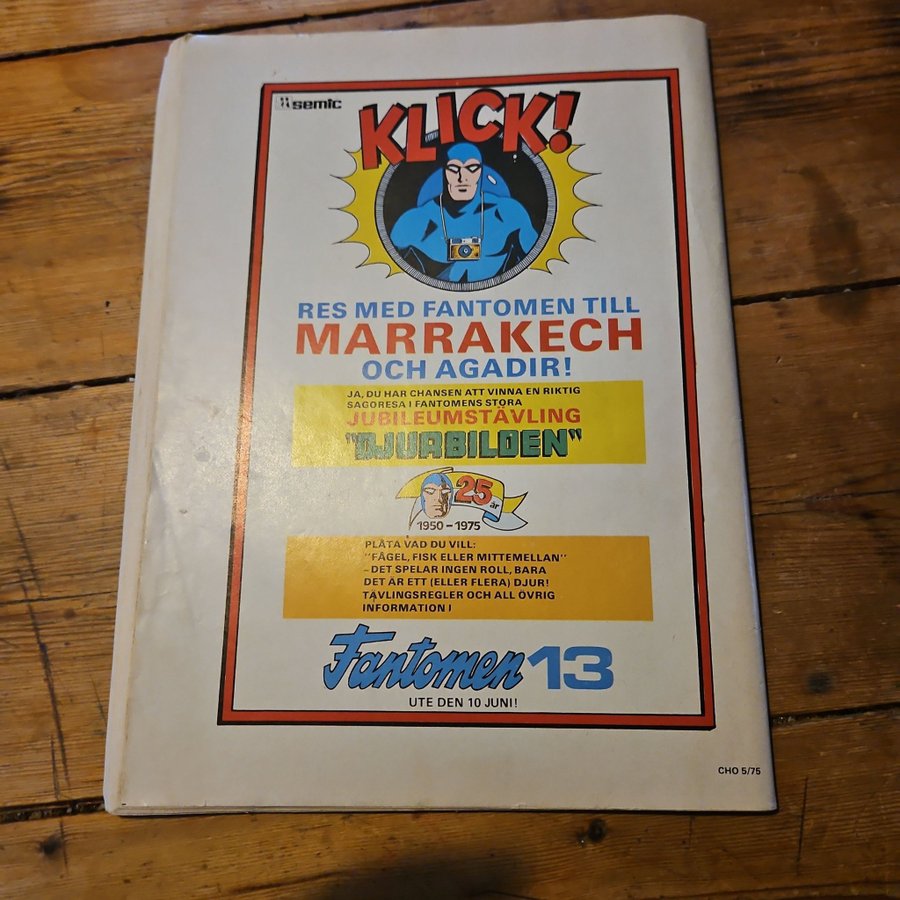 semic
KLICK!
RES MED FANTOMEN TILL
MARRAKECH
OCH AGADIR!
JA, DU HAR CHANSEN ATT VINNA EN RIKTIG
SAGORESA I FANTOMENS STORA
JUBILEUMSTÄVLING
"DJURBILDEN"
25 år
1950 – 1975
PLÅTA VAD DU VILL:
"FÅGEL, FISK ELLER MITTEMELLAN"
– DET SPELAR INGEN ROLL, BARA
DET ÄR ETT (ELLER FLERA) DJUR!
TÄVLINGSREGLER OCH ALL ÖVRIG
INFORMATION I
Fantomen 13
UTE DEN 10 JUNI!
CHO 5/75